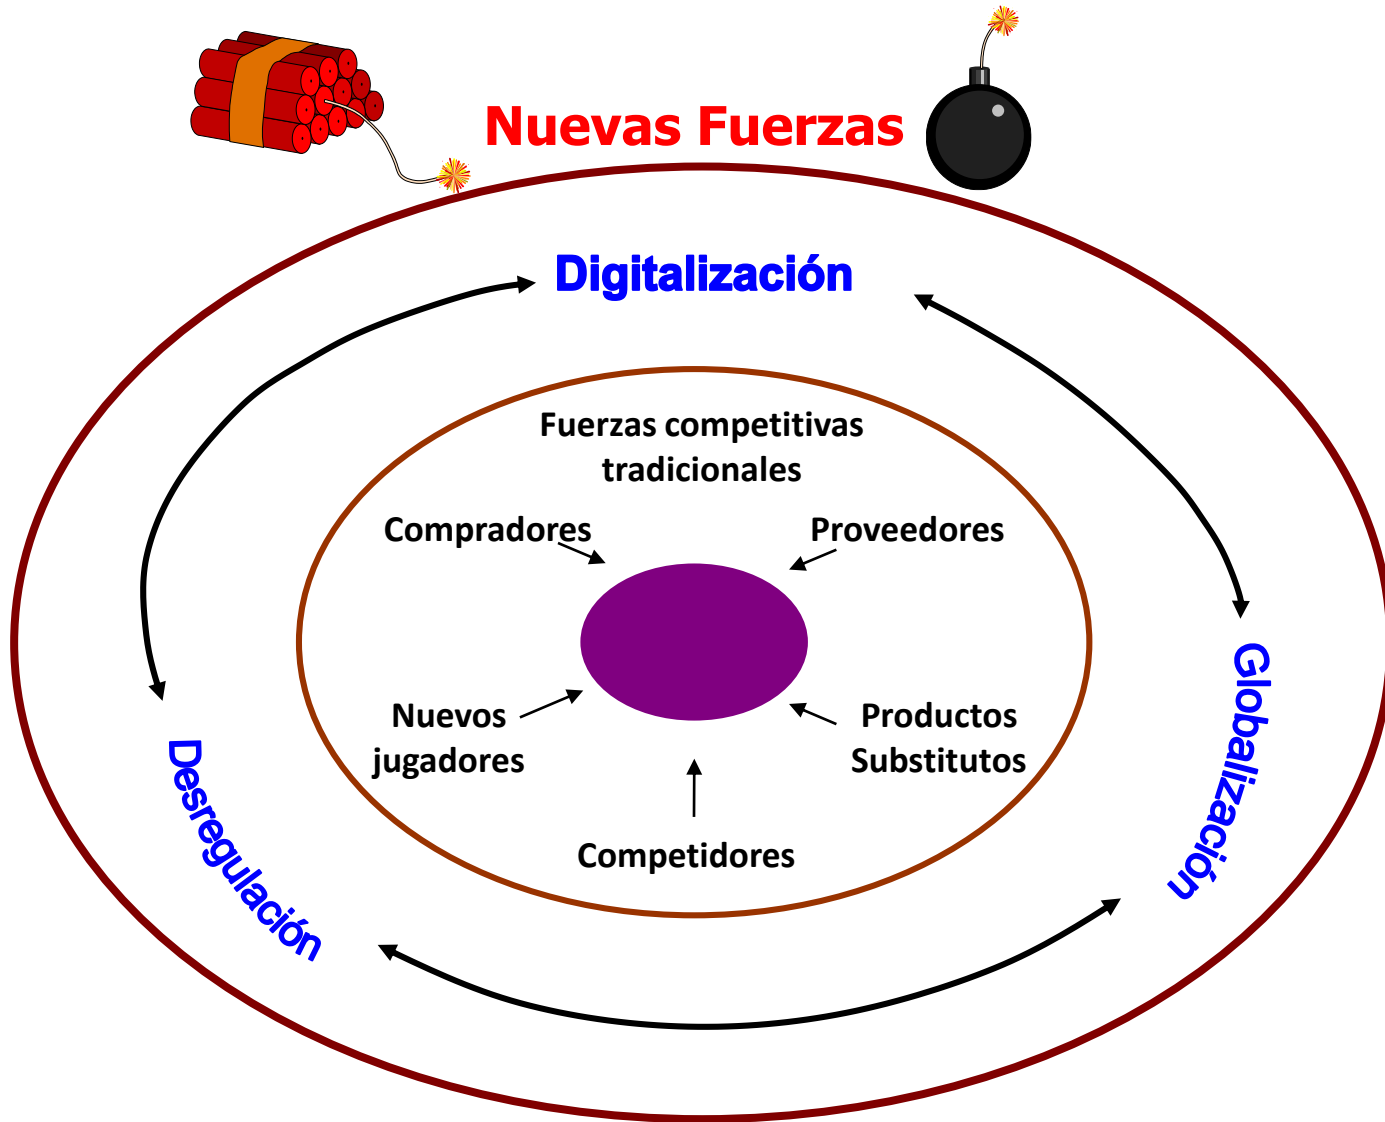 Nuevas Fuerzas
Digitalización
Fuerzas competitivas
tradicionales
Compradores
Proveedores
Globalización
Nuevos
jugadores
Productos
Substitutos
Desregulación
Competidores